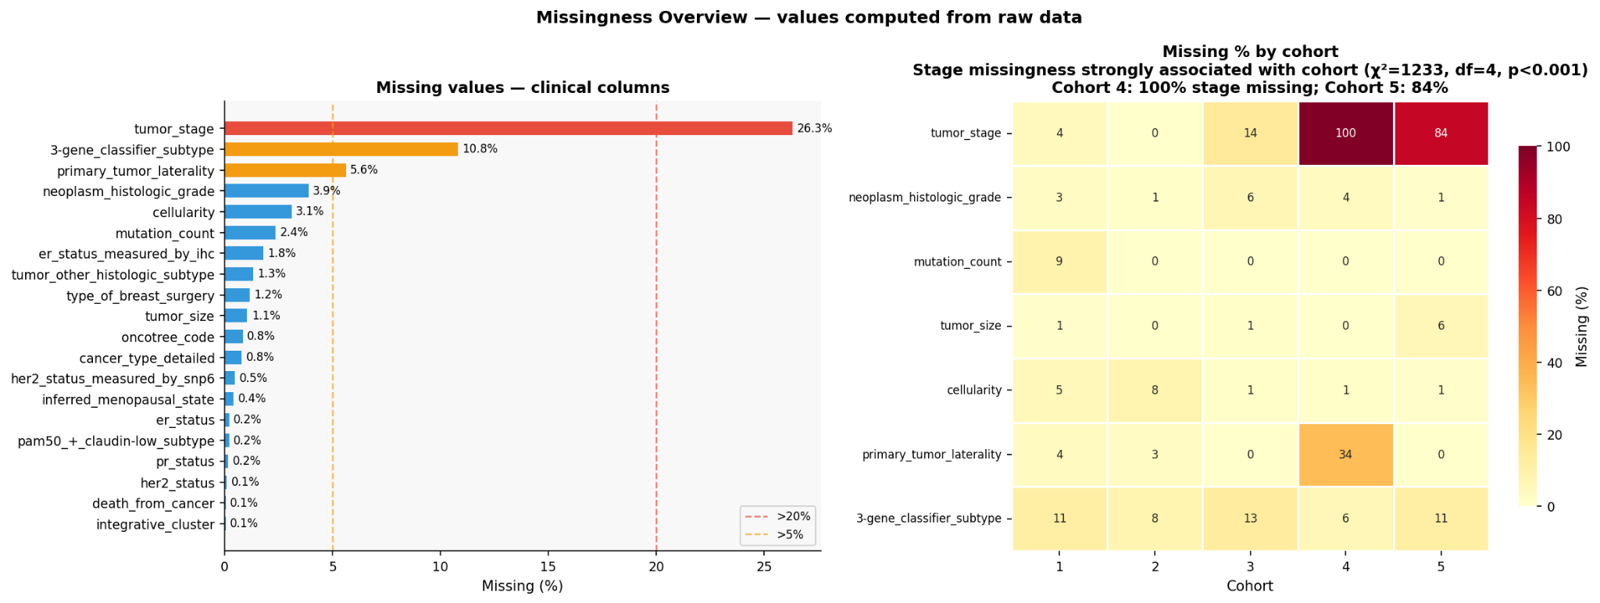 Missingness Overview — values computed from raw data
Missing values — clinical columns
tumor_stage 26.3%
3-gene_classifier_subtype 10.8%
primary_tumor_laterality 5.6%
neoplasm_histologic_grade 3.9%
cellularity 3.1%
mutation_count 2.4%
er_status_measured_by_ihc 1.8%
tumor_other_histologic_subtype 1.3%
type_of_breast_surgery 1.2%
tumor_size 1.1%
oncotree_code 0.8%
cancer_type_detailed 0.8%
her2_status_measured_by_snp6 0.5%
inferred_menopausal_state 0.4%
er_status 0.2%
pam50_+_claudin-low_subtype 0.2%
pr_status 0.2%
her2_status 0.1%
death_from_cancer 0.1%
integrative_cluster 0.1%
>20%
>5%
0 5 10 15 20 25
Missing (%)
Missing % by cohort
Stage missingness strongly associated with cohort (χ²=1233, df=4, p<0.001)
Cohort 4: 100% stage missing; Cohort 5: 84%
tumor_stage 4 0 14 100 84
neoplasm_histologic_grade 3 1 6 4 1
mutation_count 9 0 0 0 0
tumor_size 1 0 1 0 6
cellularity 5 8 1 1 1
primary_tumor_laterality 4 3 0 34 0
3-gene_classifier_subtype 11 8 13 6 11
1 2 3 4 5
Cohort
100
80
60
40
20
0
Missing (%)